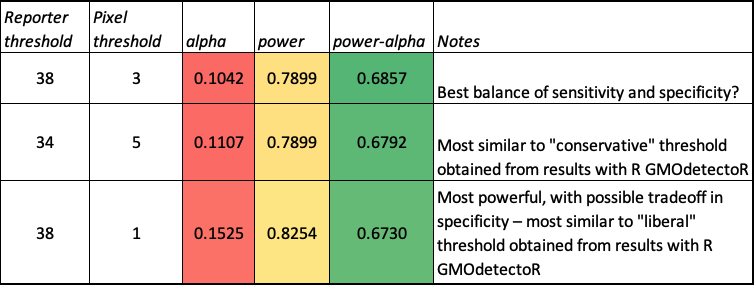 Reporter threshold	Pixel threshold	alpha	power	power-alpha	Notes
38	3	0.1042	0.7899	0.6857	Best balance of sensitivity and specificity?
34	5	0.1107	0.7899	0.6792	Most similar to "conservative" threshold
obtained from results with R GMOdetectoR
38	1	0.1525	0.8254	0.6730	Most powerful, with possible tradeoff in
specificity – most similar to "liberal"
threshold obtained from results with R
GMOdetectoR